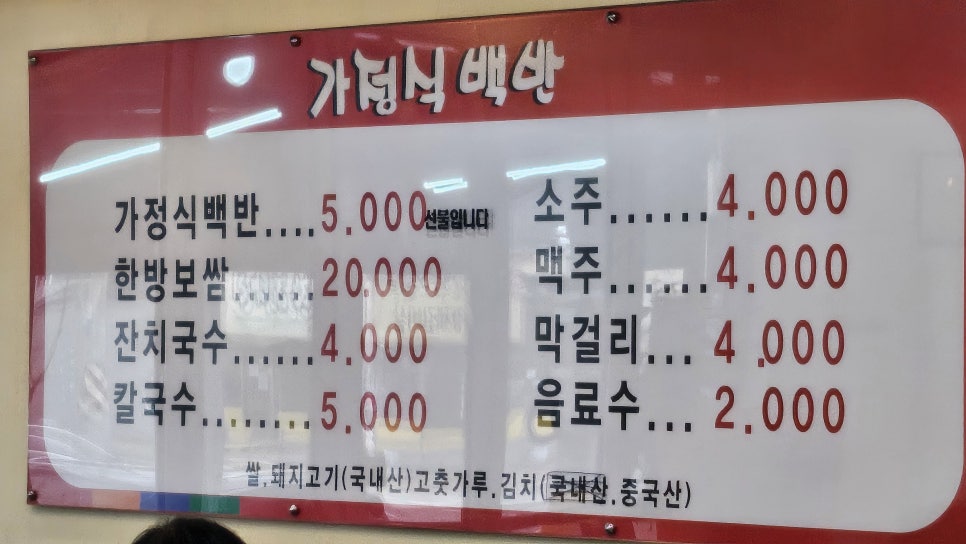 가정식백반
가정식백반....5.000 선불입니다
한방보쌈......20.000
잔치국수......4.000
칼국수........5.000
소주......4.000
맥주......4.000
막걸리... 4.000
음료수... 2.000
쌀.돼지고기(국내산)고춧가루.김치(국내산.중국산)